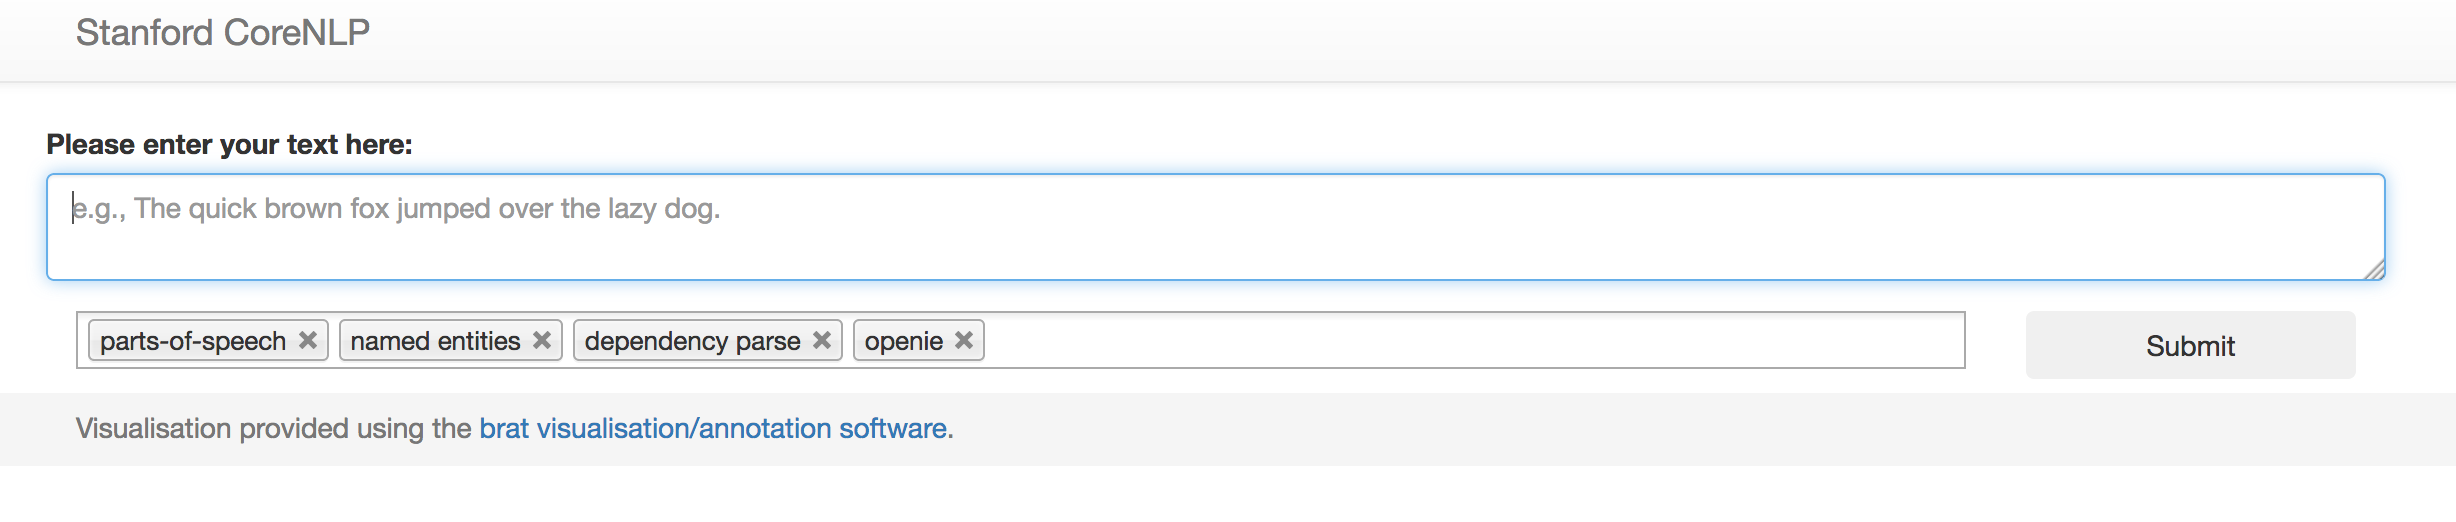 Stanford CoreNLP
Please enter your text here:
e.g., The quick brown fox jumped over the lazy dog.
parts-of-speech × named entities × dependency parse × openie ×
Submit
Visualisation provided using the brat visualisation/annotation software.